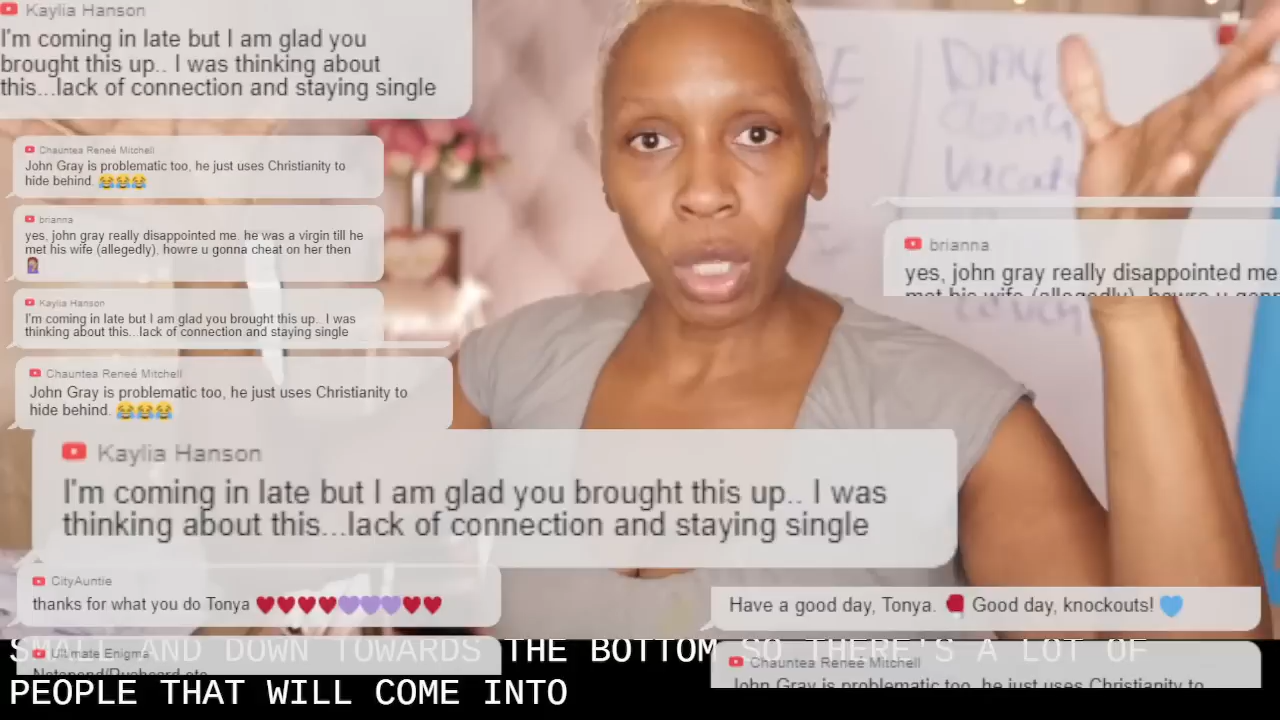 Kaylia Hanson
I'm coming in late but I am glad you
brought this up.. I was thinking about
this...lack of connection and staying single
Chauntea Reneé Mitchell
John Gray is problematic too, he just uses Christianity to
hide behind. 😂😂😂
brianna
yes, john gray really disappointed me. he was a virgin till he
met his wife (allegedly), howre u gonna cheat on her then
Kaylia Hanson
I'm coming in late but I am glad you brought this up.. I was
thinking about this...lack of connection and staying single
Chauntea Reneé Mitchell
John Gray is problematic too, he just uses Christianity to
hide behind. 😂😂😂
DAY
brianna
yes, john gray really disappointed me
met his wife (allegedly), howre u gonn
Kaylia Hanson
I'm coming in late but I am glad you brought this up.. I was
thinking about this...lack of connection and staying single
CityAuntie
thanks for what you do Tonya ❤❤❤❤💜💜💜❤❤
Have a good day, Tonya. 🌹 Good day, knockouts! 💙
Ultimate Enigma
Chauntea Reneé Mitchell
John Gray is problematic too, he just uses Christianity to
SMALL AND DOWN TOWARDS THE BOTTOM SO THERE'S A LOT OF
PEOPLE THAT WILL COME INTO